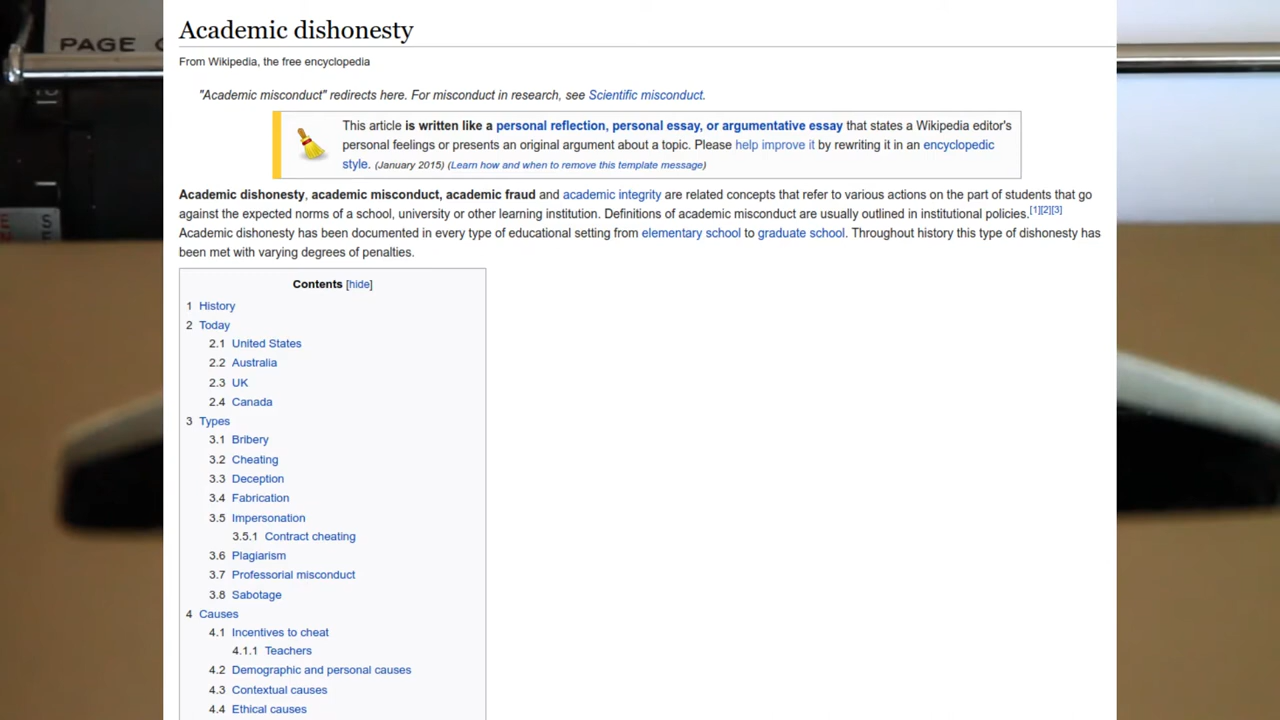 PAGE
Academic dishonesty
From Wikipedia, the free encyclopedia
"Academic misconduct" redirects here. For misconduct in research, see Scientific misconduct.
This article is written like a personal reflection, personal essay, or argumentative essay that states a Wikipedia editor's
personal feelings or presents an original argument about a topic. Please help improve it by rewriting it in an encyclopedic
style. (January 2015) (Learn how and when to remove this template message)
Academic dishonesty, academic misconduct, academic fraud and academic integrity are related concepts that refer to various actions on the part of students that go
against the expected norms of a school, university or other learning institution. Definitions of academic misconduct are usually outlined in institutional policies.[1][2][3]
Academic dishonesty has been documented in every type of educational setting from elementary school to graduate school. Throughout history this type of dishonesty has
been met with varying degrees of penalties.
Contents [hide]
1 History
2 Today
2.1 United States
2.2 Australia
2.3 UK
2.4 Canada
3 Types
3.1 Bribery
3.2 Cheating
3.3 Deception
3.4 Fabrication
3.5 Impersonation
3.5.1 Contract cheating
3.6 Plagiarism
3.7 Professorial misconduct
3.8 Sabotage
4 Causes
4.1 Incentives to cheat
4.1.1 Teachers
4.2 Demographic and personal causes
4.3 Contextual causes
4.4 Ethical causes